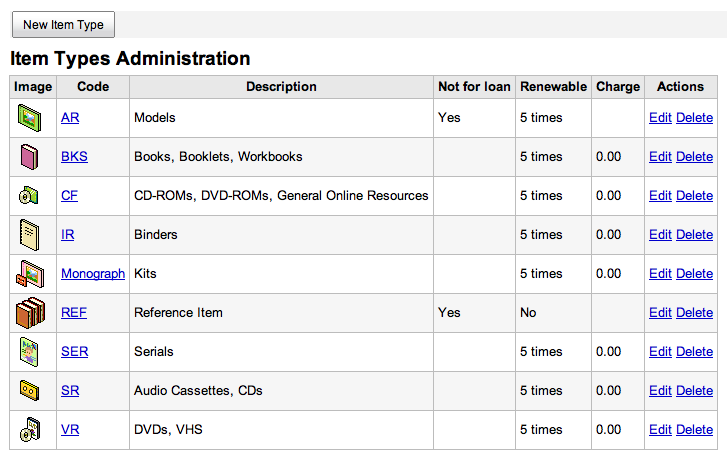 New Item Type
Item Types Administration
Image Code Description Not for loan Renewable Charge Actions
AR Models Yes 5 times Edit Delete
BKS Books, Booklets, Workbooks 5 times 0.00 Edit Delete
CF CD-ROMs, DVD-ROMs, General Online Resources 5 times 0.00 Edit Delete
IR Binders 5 times 0.00 Edit Delete
Monograph Kits 5 times 0.00 Edit Delete
REF Reference Item Yes No Edit Delete
SER Serials 5 times 0.00 Edit Delete
SR Audio Cassettes, CDs 5 times 0.00 Edit Delete
VR DVDs, VHS 5 times 0.00 Edit Delete